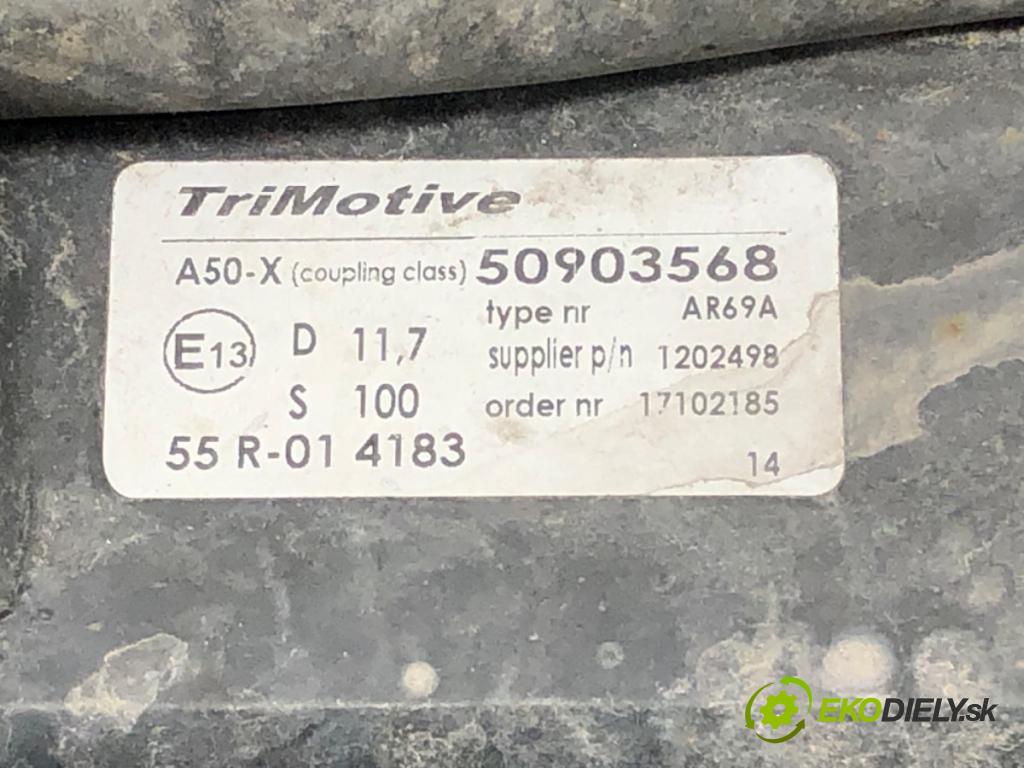 TriMotive
A50-X (coupling class) 50903568
type nr AR69A
E13 D 11,7 supplier p/n 1202498
S 100 order nr 17102185
55 R-01 4183 14
EKODIELY.sk